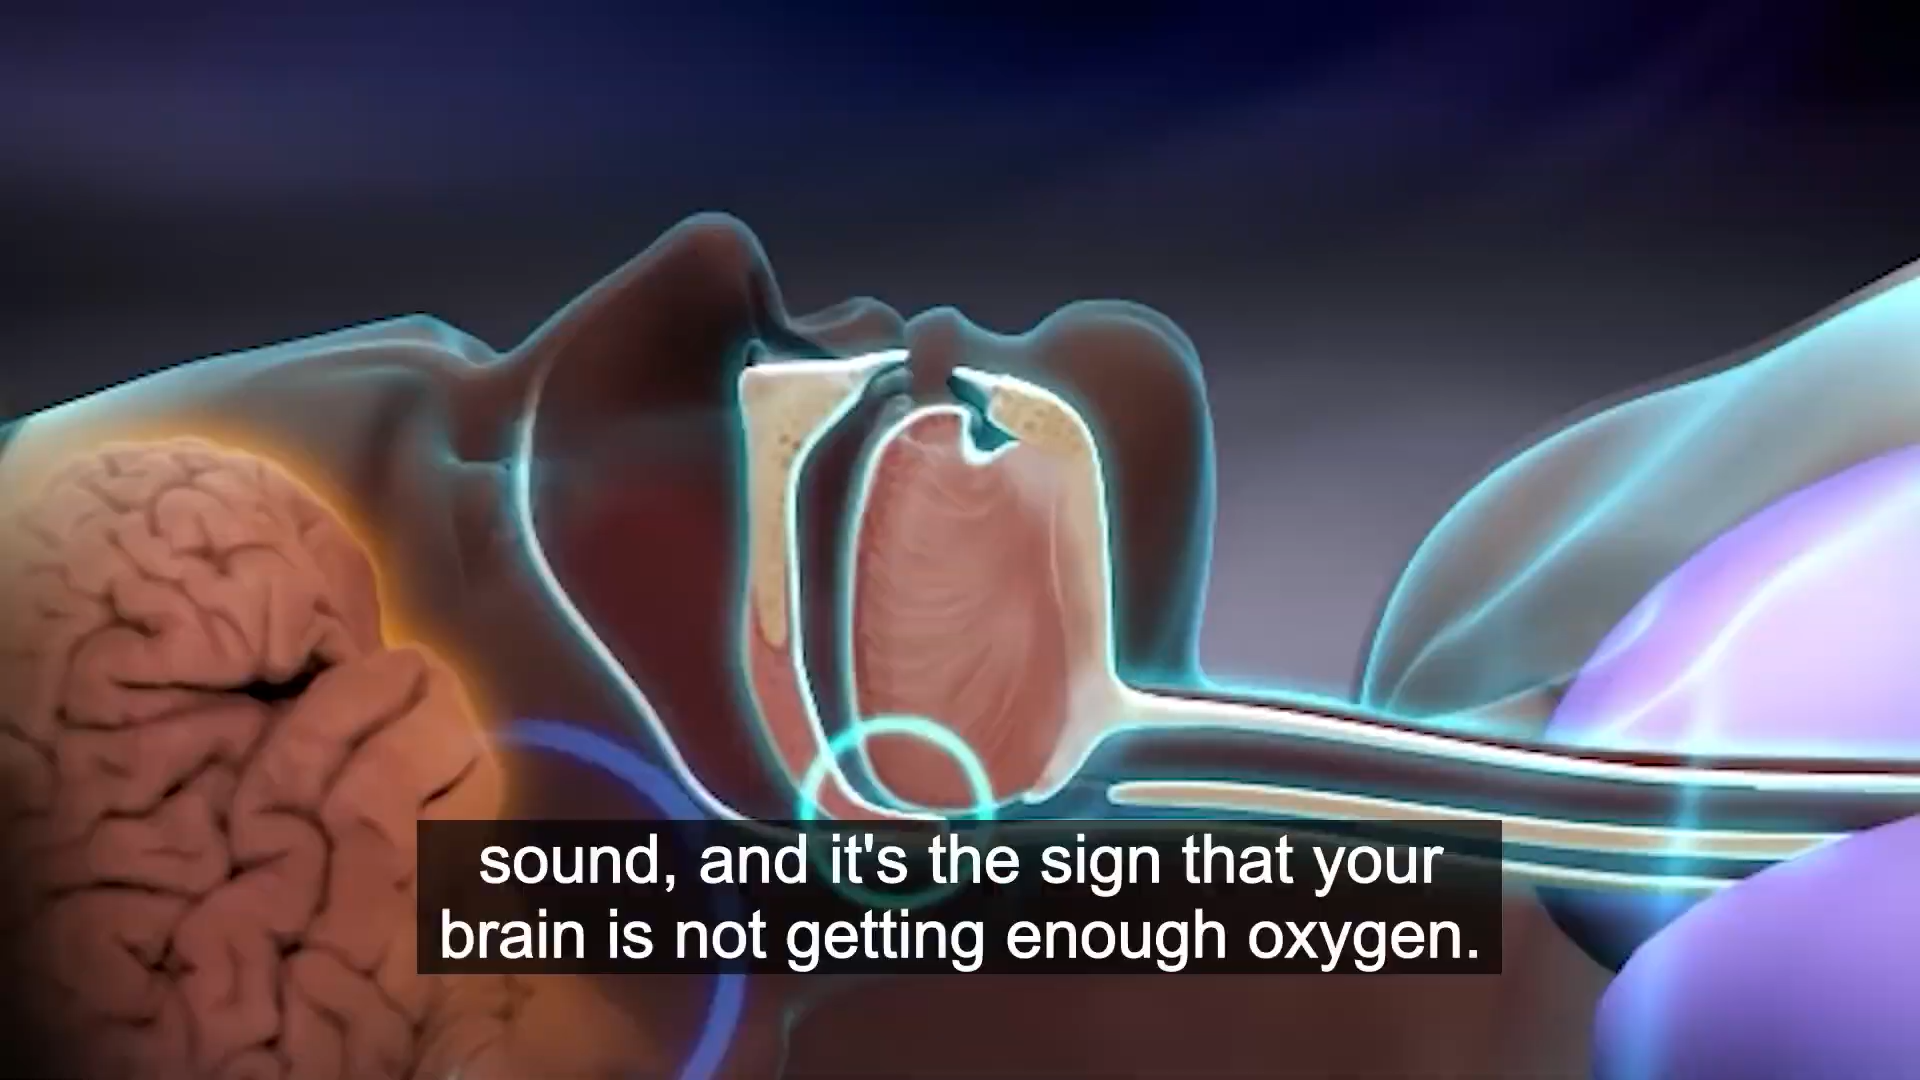 sound, and it's the sign that your
brain is not getting enough oxygen.